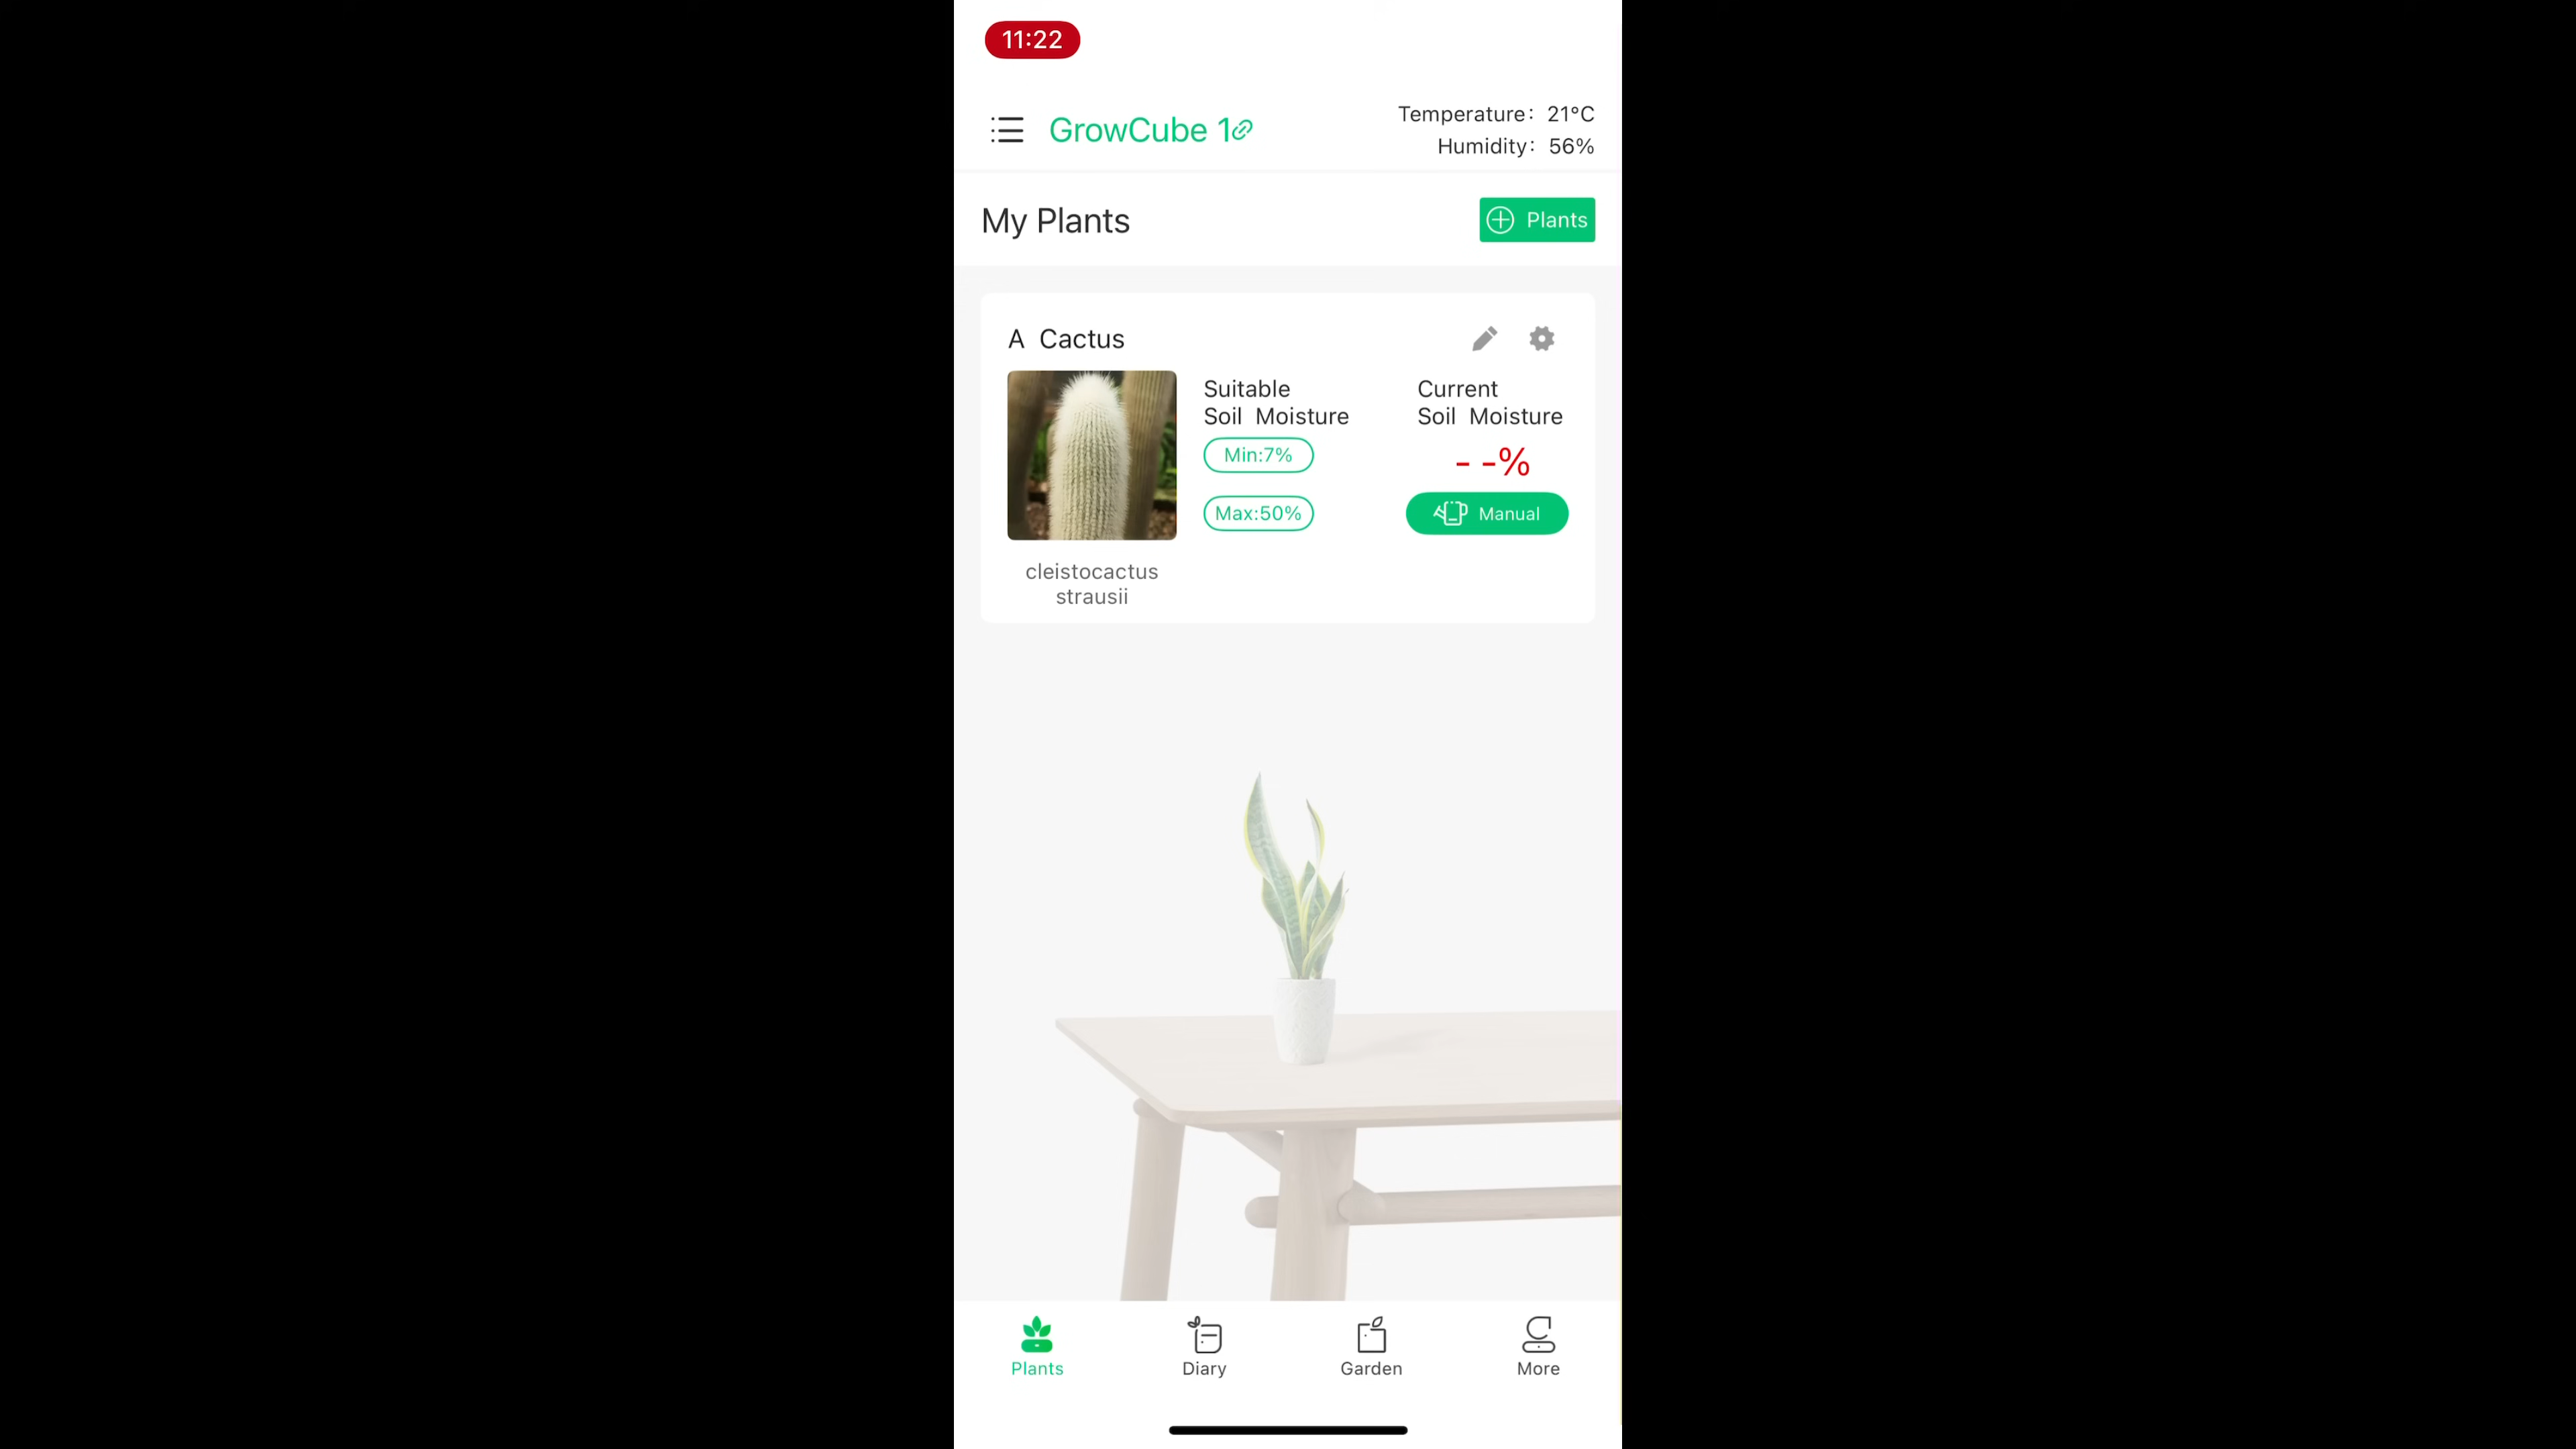 11:22
GrowCube 1
Temperature: 21°C
Humidity: 56%
My Plants
Plants
A Cactus
Suitable
Soil Moisture
Min:7%
Max:50%
Current
Soil Moisture
- -%
Manual
cleistocactus
strausii
Plants
Diary
Garden
More